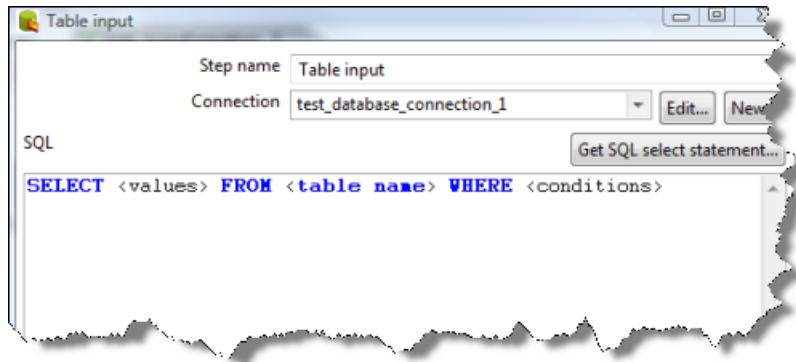 Table input
Step name Table input
Connection test_database_connection_1 Edit... New
SQL Get SQL select statement...
SELECT <values> FROM <table name> WHERE <conditions>